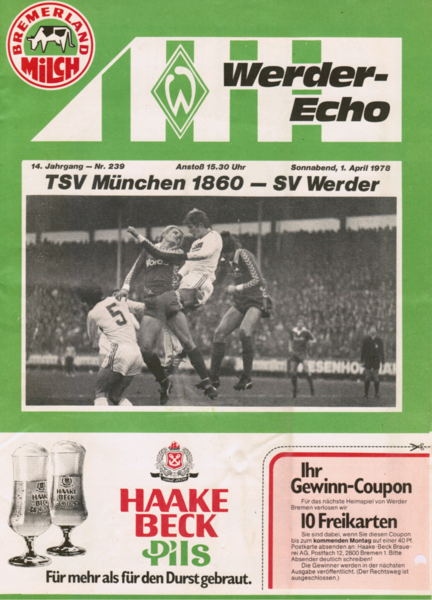 BREMERLAND
MiLCH
W
Werder-
Echo
14. Jahrgang – Nr. 239 Anstoß 15.30 Uhr Sonnabend, 1. April 1978
TSV München 1860 – SV Werder
5
HAAKE
BECK
Pils
Für mehr als für den Durst gebraut.
Ihr
Gewinn-Coupon
Für das nächste Heimspiel von Werder
Bremen verlosen wir
10 Freikarten
Sie sind dabei, wenn Sie diesen Coupon
bis zum kommenden Montag auf einer 40 Pf.
Postkarte absenden an: Haake-Beck Braue-
rei AG, Postfach 12, 2800 Bremen 1. Bitte
Absender deutlich schreiben!
Die Gewinner werden in der nächsten
Ausgabe veröffentlicht. (Der Rechtsweg ist
ausgeschlossen.)